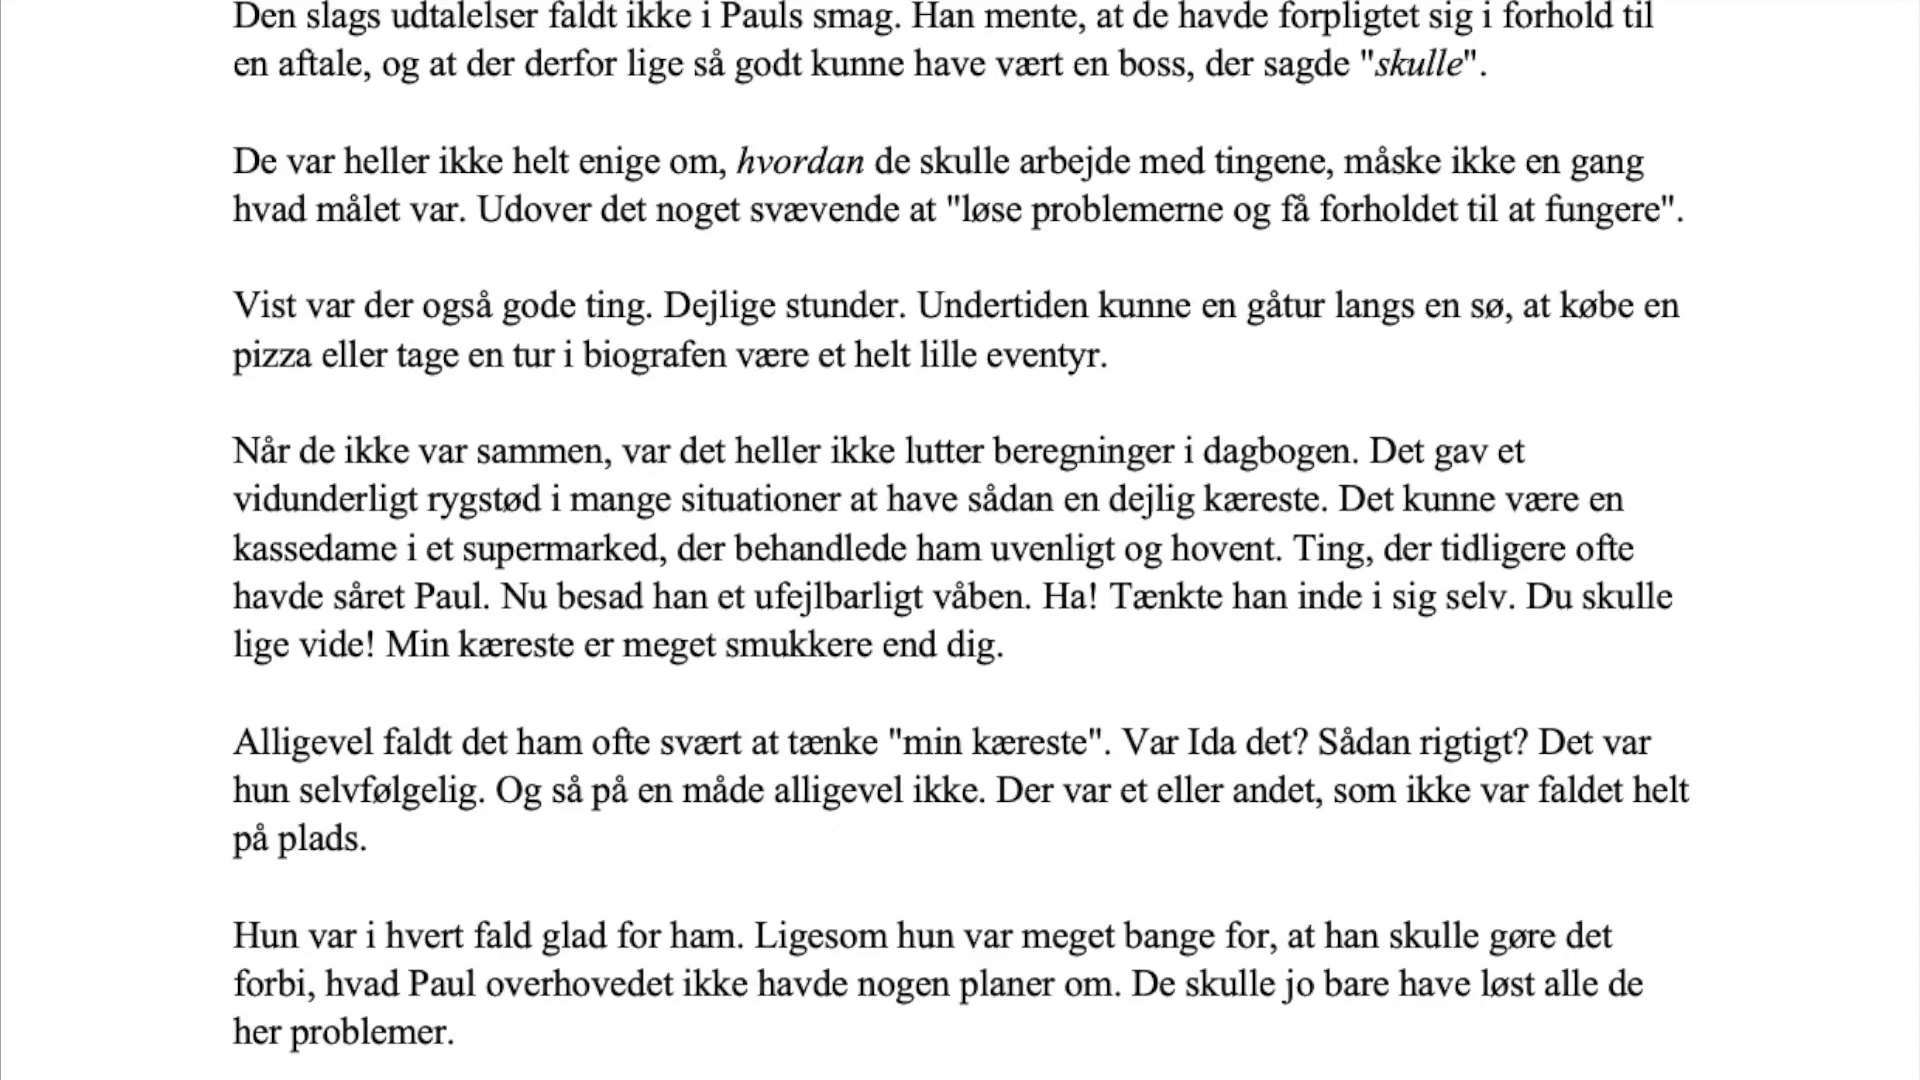 Den slags udtalelser faldt ikke i Pauls smag. Han mente, at de havde forpligtet sig i forhold til
en aftale, og at der derfor lige så godt kunne have vært en boss, der sagde "skulle".
De var heller ikke helt enige om, hvordan de skulle arbejde med tingene, måske ikke en gang
hvad målet var. Udover det noget svævende at "løse problemerne og få forholdet til at fungere".
Vist var der også gode ting. Dejlige stunder. Undertiden kunne en gåtur langs en sø, at købe en
pizza eller tage en tur i biografen være et helt lille eventyr.
Når de ikke var sammen, var det heller ikke lutter beregninger i dagbogen. Det gav et
vidunderligt rygstød i mange situationer at have sådan en dejlig kæreste. Det kunne være en
kassedame i et supermarked, der behandlede ham uvenligt og hovent. Ting, der tidligere ofte
havde såret Paul. Nu besad han et ufejlbarligt våben. Ha! Tænkte han inde i sig selv. Du skulle
lige vide! Min kæreste er meget smukkere end dig.
Alligevel faldt det ham ofte svært at tænke "min kæreste". Var Ida det? Sådan rigtigt? Det var
hun selvfølgelig. Og så på en måde alligevel ikke. Der var et eller andet, som ikke var faldet helt
på plads.
Hun var i hvert fald glad for ham. Ligesom hun var meget bange for, at han skulle gøre det
forbi, hvad Paul overhovedet ikke havde nogen planer om. De skulle jo bare have løst alle de
her problemer.